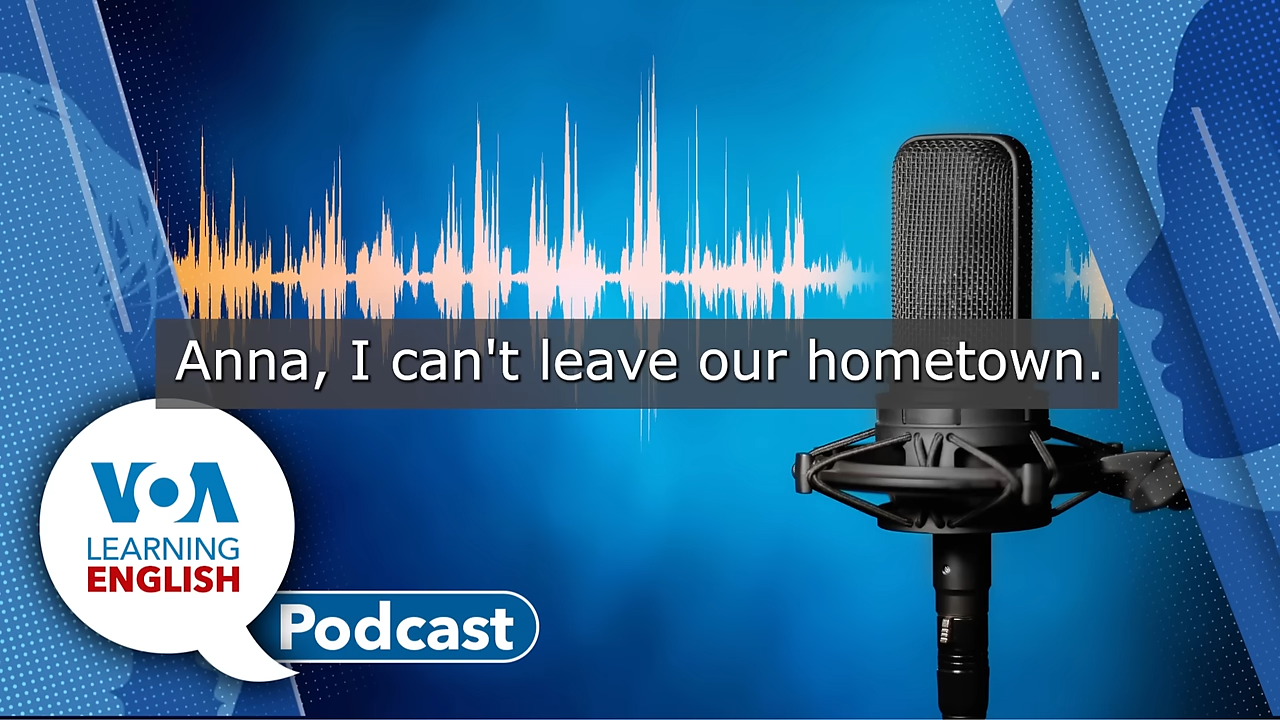 Anna, I can't leave our hometown.
VOA
LEARNING
ENGLISH
Podcast